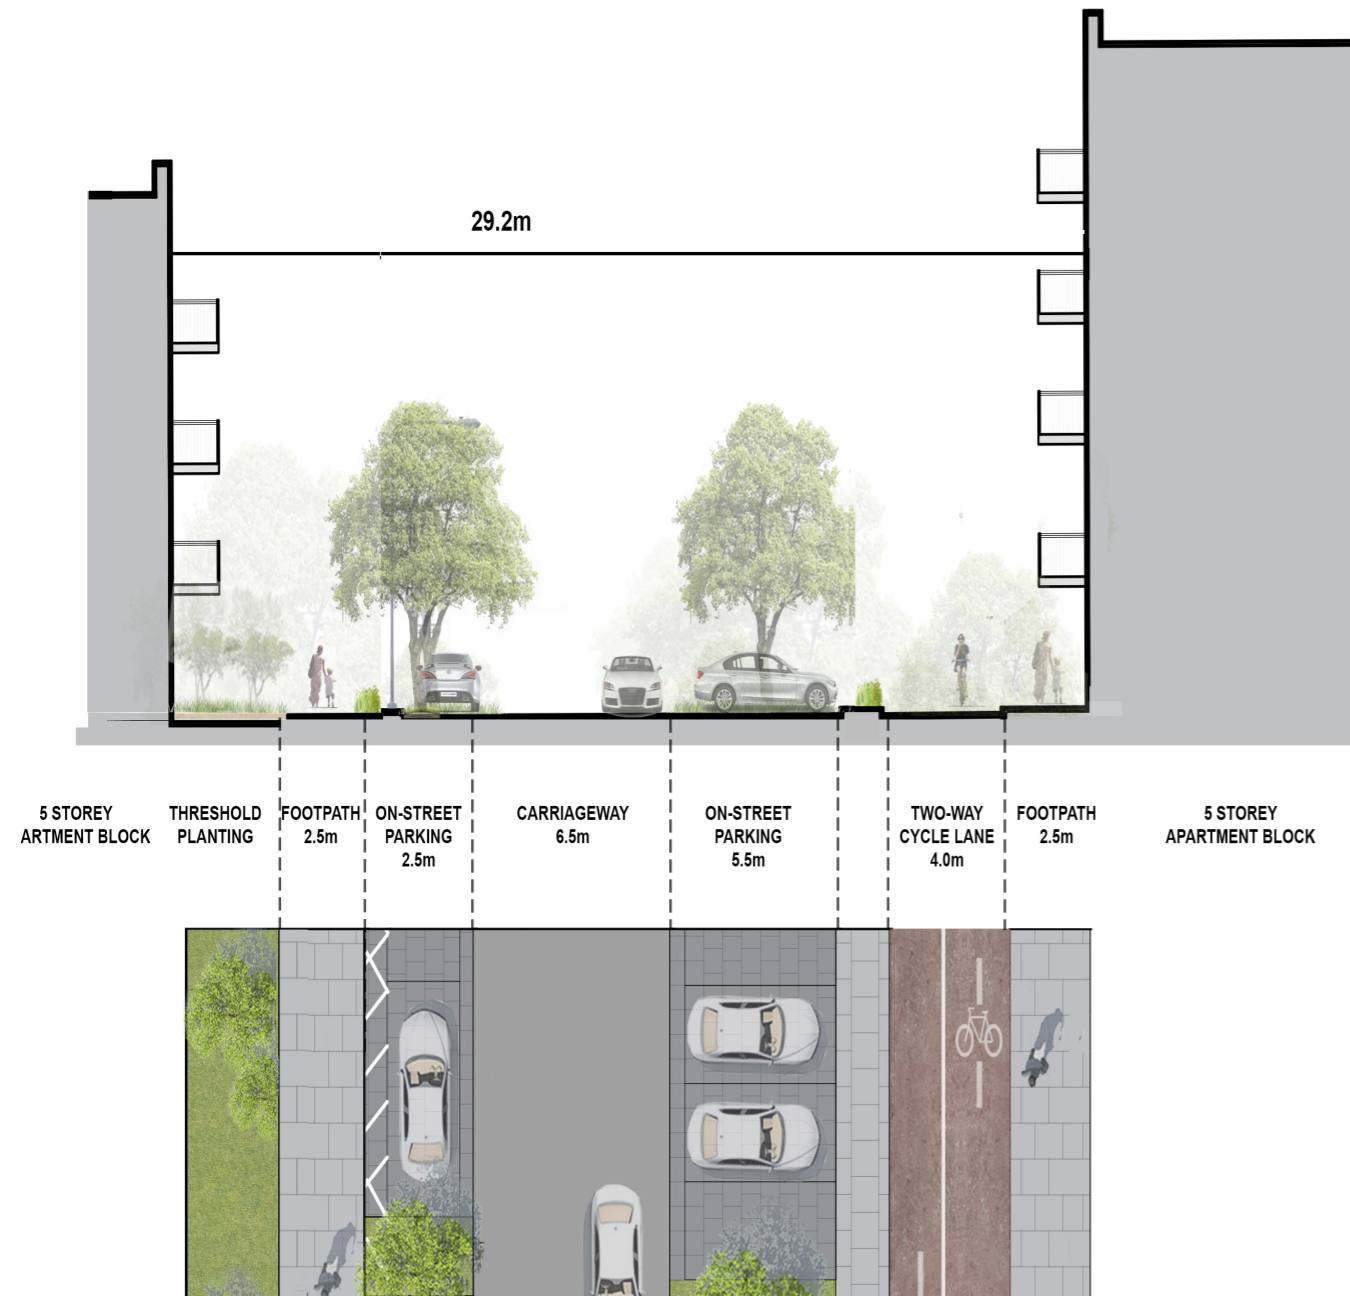 29.2m
5 STOREY
ARTMENT BLOCK
THRESHOLD
PLANTING
FOOTPATH
2.5m
ON-STREET
PARKING
2.5m
CARRIAGEWAY
6.5m
ON-STREET
PARKING
5.5m
TWO-WAY
CYCLE LANE
4.0m
FOOTPATH
2.5m
5 STOREY
APARTMENT BLOCK